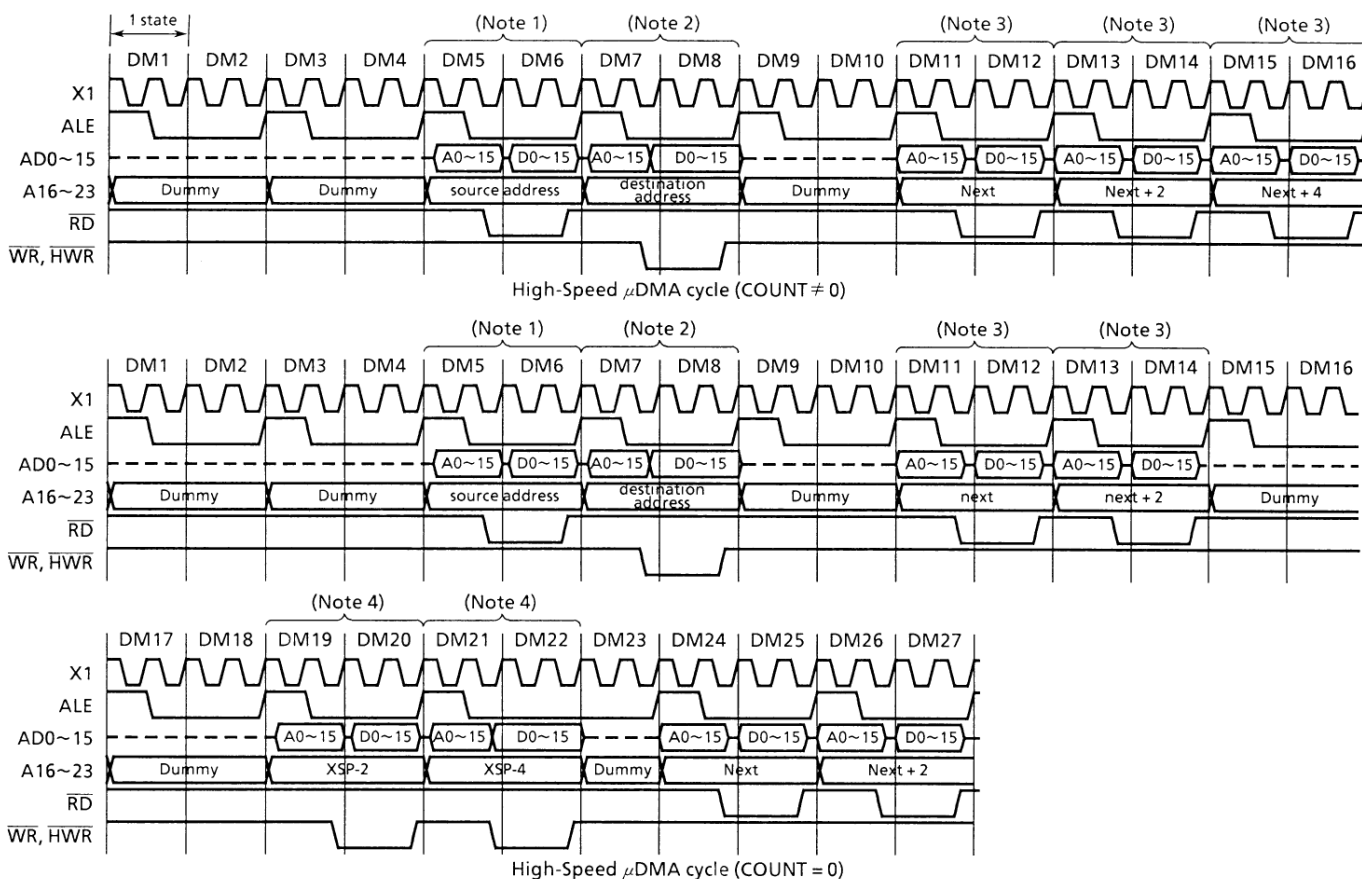 1 state (Note 1) (Note 2) (Note 3) (Note 3) (Note 3)
DM1 DM2 DM3 DM4 DM5 DM6 DM7 DM8 DM9 DM10 DM11 DM12 DM13 DM14 DM15 DM16
X1
ALE
AD0~15 A0~15 D0~15 A0~15 D0~15 A0~15 D0~15 A0~15 D0~15 A0~15 D0~15
A16~23 Dummy Dummy source address destination address Dummy Next Next + 2 Next + 4
R̅D̅
W̅R̅, H̅W̅R̅
High-Speed μDMA cycle (COUNT ≠ 0)
(Note 1) (Note 2) (Note 3) (Note 3)
DM1 DM2 DM3 DM4 DM5 DM6 DM7 DM8 DM9 DM10 DM11 DM12 DM13 DM14 DM15 DM16
X1
ALE
AD0~15 A0~15 D0~15 A0~15 D0~15 A0~15 D0~15 A0~15 D0~15
A16~23 Dummy Dummy source address destination address Dummy next next + 2 Dummy
R̅D̅
W̅R̅, H̅W̅R̅
(Note 4) (Note 4)
DM17 DM18 DM19 DM20 DM21 DM22 DM23 DM24 DM25 DM26 DM27
X1
ALE
AD0~15 A0~15 D0~15 A0~15 D0~15 A0~15 D0~15 A0~15 D0~15
A16~23 Dummy XSP-2 XSP-4 Dummy Next Next + 2
R̅D̅
W̅R̅, H̅W̅R̅
High-Speed μDMA cycle (COUNT = 0)